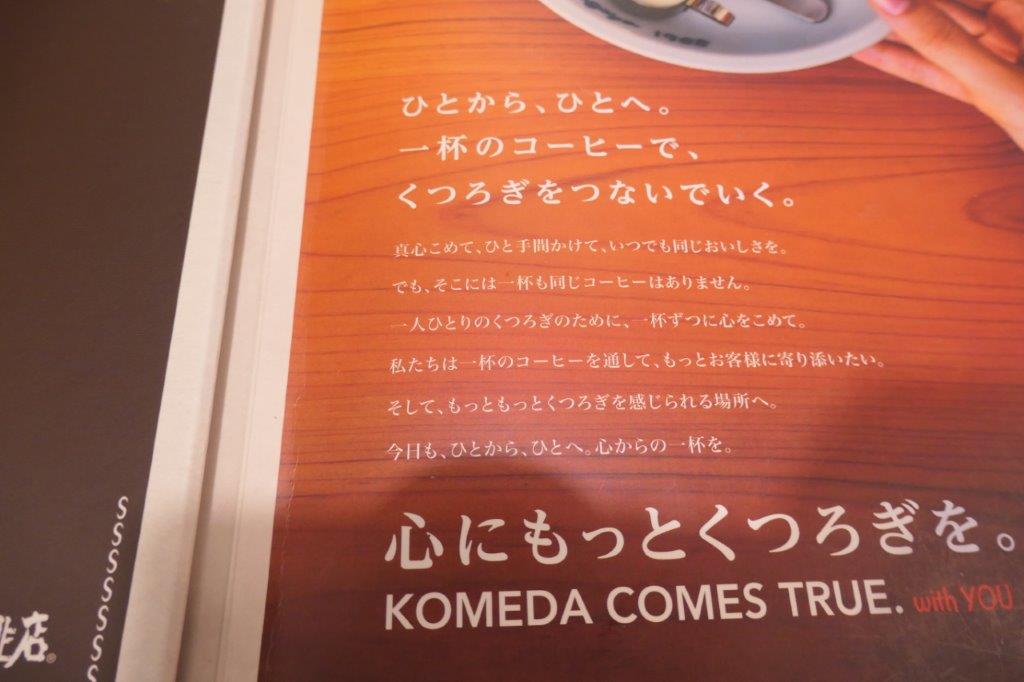 1968
ひとから、ひとへ。
一杯のコーヒーで、
くつろぎをつないでいく。
真心こめて、ひと手間かけて、いつでも同じおいしさを。
でも、そこには一杯も同じコーヒーはありません。
一人ひとりのくつろぎのために、一杯ずつに心をこめて。
私たちは一杯のコーヒーを通して、もっとお客様に寄り添いたい。
そして、もっともっとくつろぎを感じられる場所へ。
今日も、ひとから、ひとへ。心からの一杯を。
心にもっとくつろぎを。
KOMEDA COMES TRUE. with YOU
店®